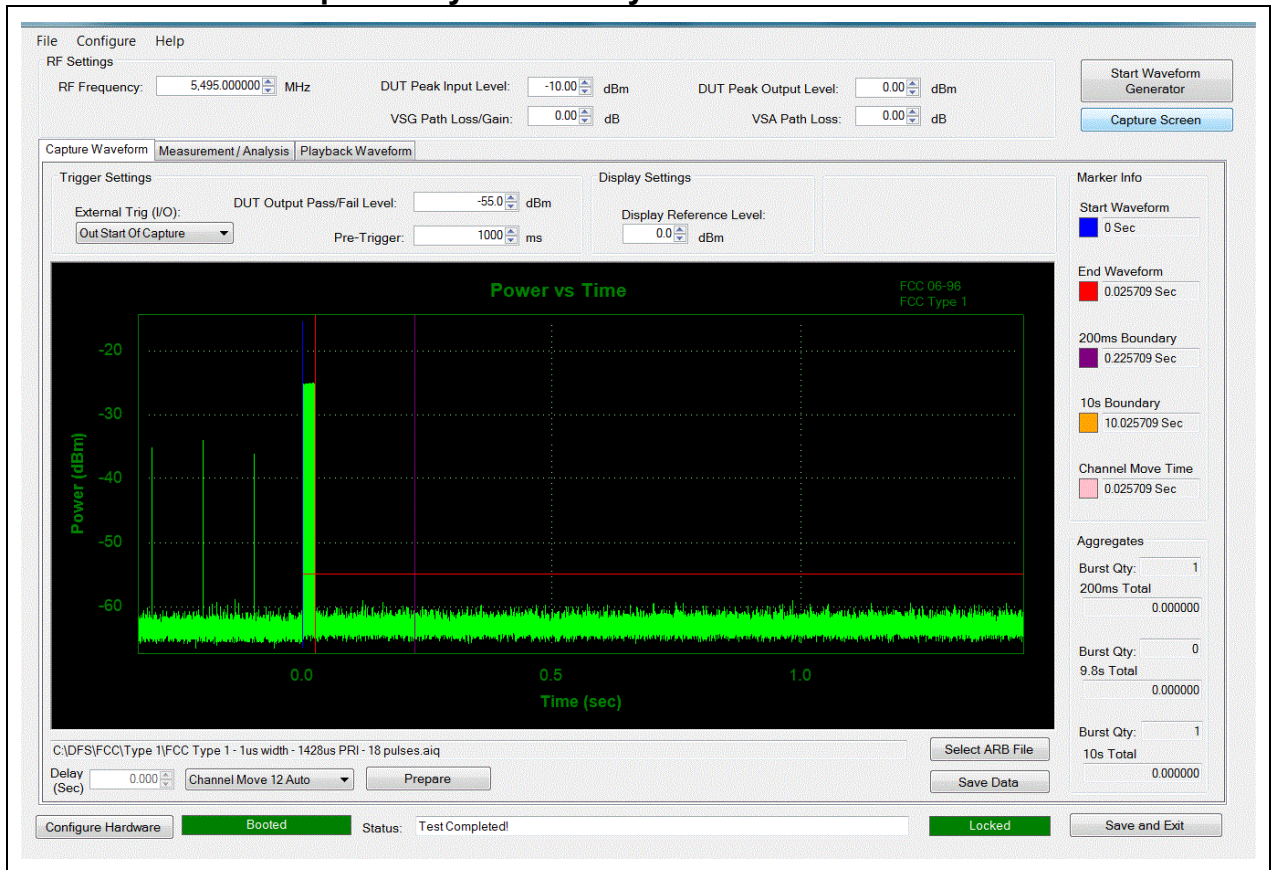 File Configure Help
RF Settings
RF Frequency: 5,495.000000 MHz DUT Peak Input Level: -10.00 dBm DUT Peak Output Level: 0.00 dBm
VSG Path Loss/Gain: 0.00 dB VSA Path Loss: 0.00 dB
Start Waveform
Generator
Capture Screen
Capture Waveform Measurement / Analysis Playback Waveform
Trigger Settings
External Trig (I/O):
Out Start Of Capture
DUT Output Pass/Fail Level: -55.0 dBm
Pre-Trigger: 1000 ms
Display Settings
Display Reference Level:
0.0 dBm
Power vs Time
FCC 06-96
FCC Type 1
-20
-30
-40
-50
-60
Power (dBm)
0.0 0.5 1.0
Time (sec)
Marker Info
Start Waveform
0 Sec
End Waveform
0.025709 Sec
200ms Boundary
0.225709 Sec
10s Boundary
10.025709 Sec
Channel Move Time
0.025709 Sec
Aggregates
Burst Qty: 1
200ms Total
0.000000
Burst Qty: 0
9.8s Total
0.000000
Burst Qty: 1
10s Total
0.000000
C:\DFS\FCC\Type 1\FCC Type 1 - 1us width - 1428us PRI - 18 pulses.aiq
Select ARB File
Delay
(Sec) 0.000 Channel Move 12 Auto Prepare
Save Data
Configure Hardware Booted Status: Test Completed! Locked Save and Exit